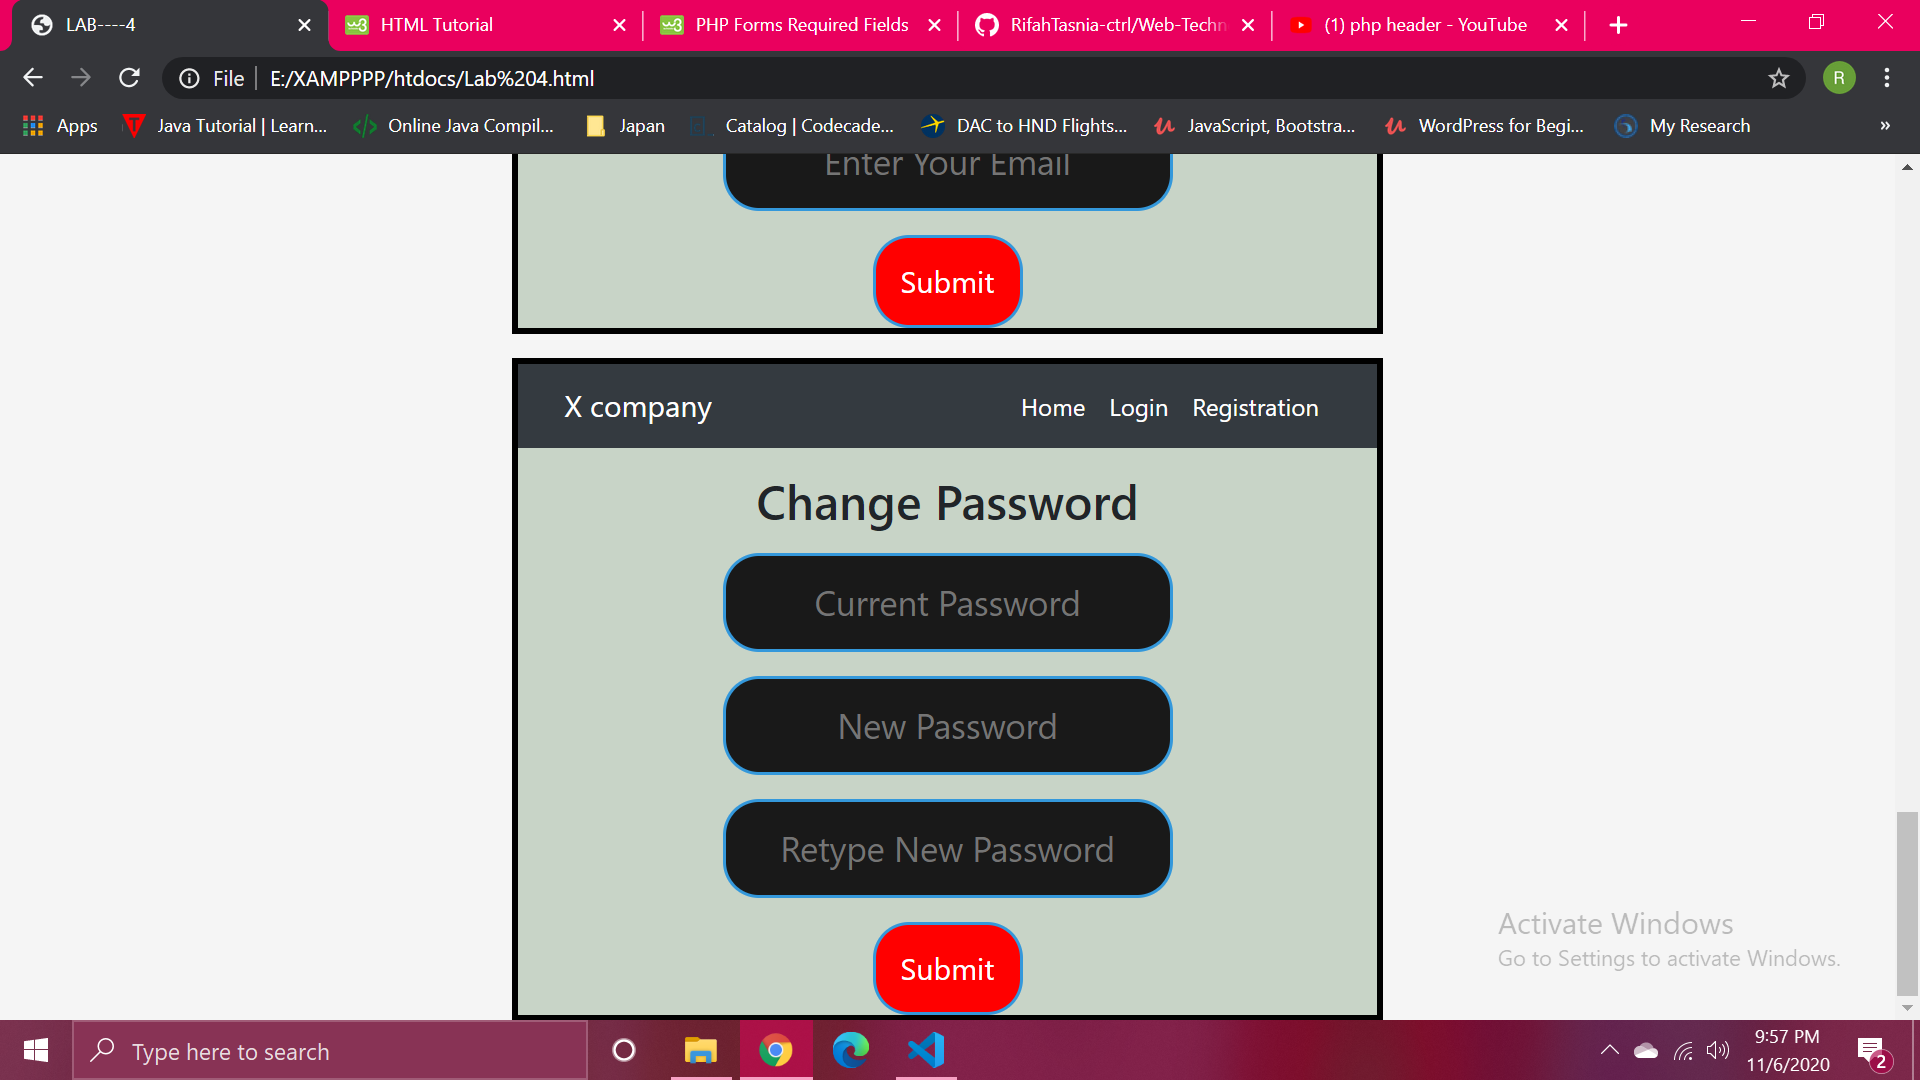 LAB----4
HTML Tutorial
PHP Forms Required Fields
RifahTasnia-ctrl/Web-Techn
(1) php header - YouTube
File
E:/XAMPPPP/htdocs/Lab%204.html
R
Apps
Java Tutorial | Learn...
Online Java Compil...
Japan
Catalog | Codecade...
DAC to HND Flights...
JavaScript, Bootstra...
WordPress for Begi...
My Research
»
Enter Your Email
Submit
X company
Home
Login
Registration
Change Password
Current Password
New Password
Retype New Password
Submit
Activate Windows
Go to Settings to activate Windows.
Type here to search
9:57 PM
11/6/2020
2